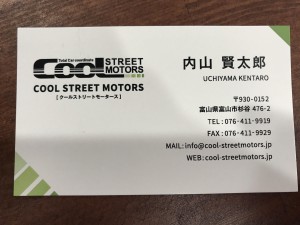 Total Car coordinate
COOL STREET MOTORS
COOL STREET MOTORS
[ クールストリートモータース ]
内山 賢太郎
UCHIYAMA KENTARO
〒930-0152
富山県富山市杉谷 476-2
TEL : 076-411-9919
FAX : 076-411-9929
MAIL : info@cool-streetmotors.jp
WEB : cool-streetmotors.jp